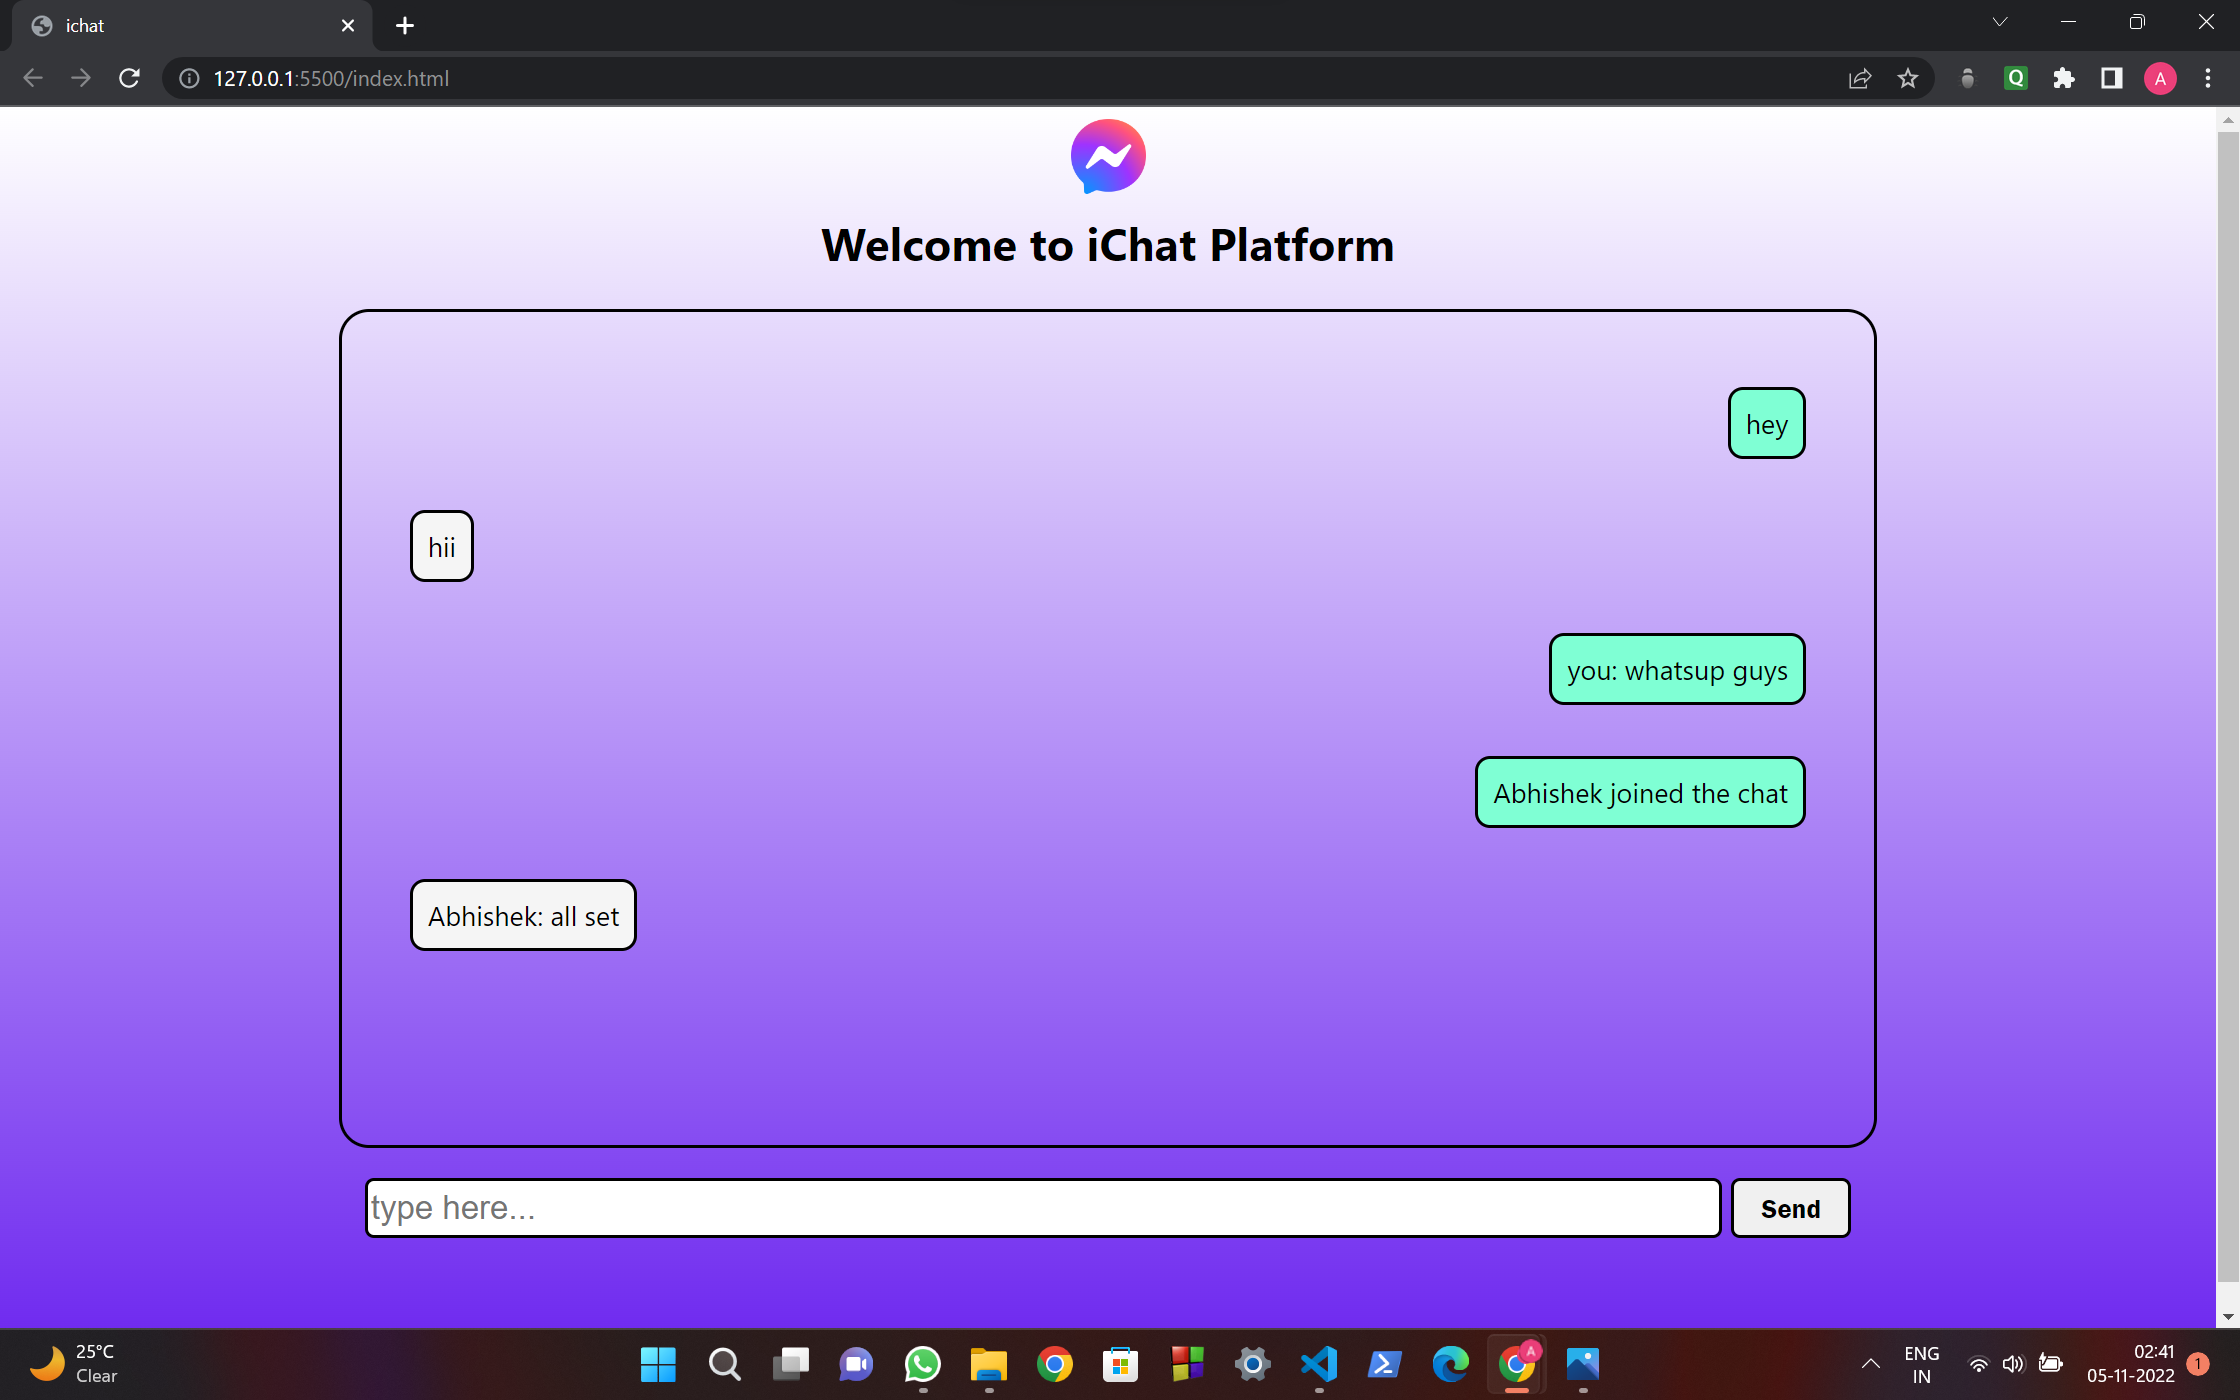 ichat
127.0.0.1:5500/index.html
Q
A
Welcome to iChat Platform
hey
hii
you: whatsup guys
Abhishek joined the chat
Abhishek: all set
type here...
Send
25°C
Clear
A
ENG
IN
02:41
05-11-2022
1